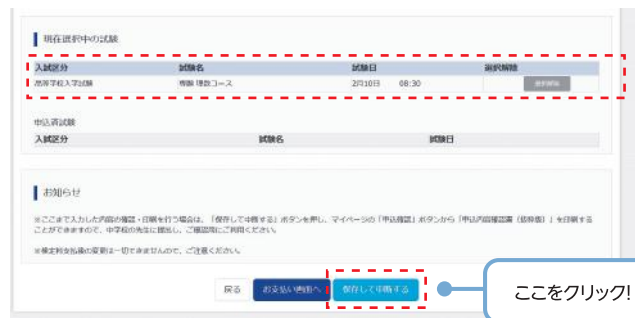 現在選択中の試験
入試区分 試験名 試験日 選択解除
高等学校入学試験 専願 理数コース 2月10日 08:30 選択解除
申込済試験
入試区分 試験名 試験日
お知らせ
※ここまで入力した内容の確認・印刷を行う場合は、「保存して中断する」ボタンを押し、マイページの「申込確認」ボタンから「申込内容確認書(仮枠版)」を印刷する
ことができますので、中学校の先生に提出し、ご確認用にご利用ください。
※検定料支払後の変更は一切できませんので、ご注意ください。
戻る お支払い画面へ 保存して中断する
ここをクリック!